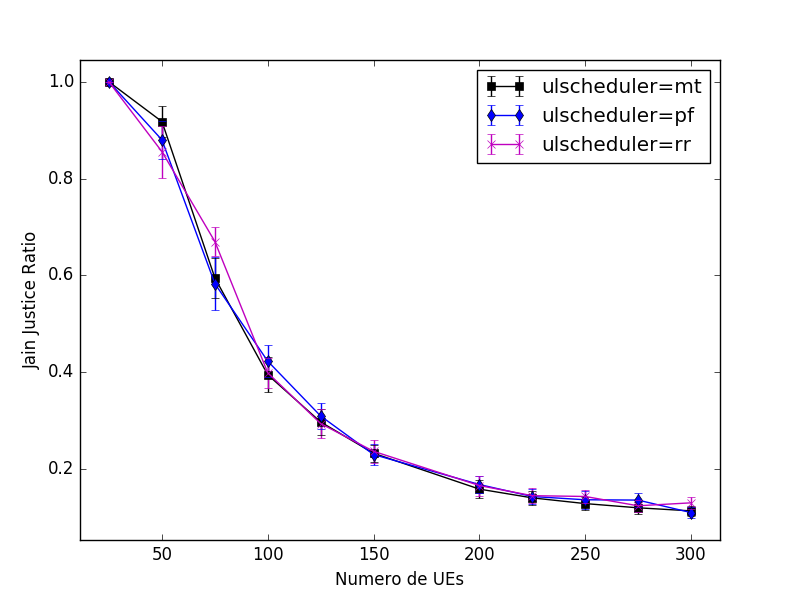 1.0
0.8
0.6
0.4
0.2
Jain Justice Ratio
ulscheduler=mt
ulscheduler=pf
ulscheduler=rr
50 100 150 200 250 300
Numero de UEs